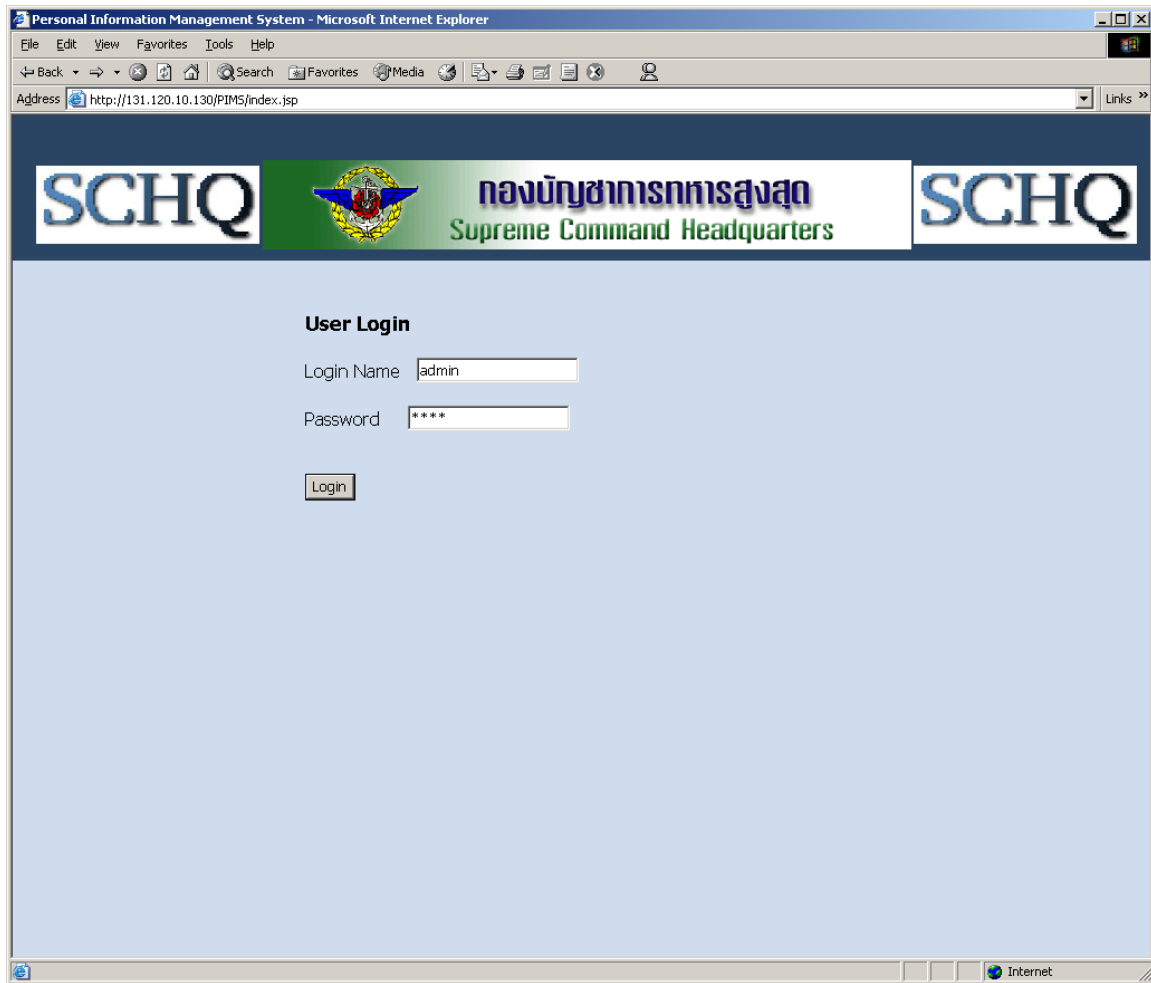 Personal Information Management System - Microsoft Internet Explorer
File Edit View Favorites Tools Help
Back Search Favorites Media
Address http://131.120.10.130/PIMS/index.jsp Links »
SCHQ กองบัญชาการทหารสูงสุด SCHQ
Supreme Command Headquarters
User Login
Login Name admin
Password ****
Login
Internet